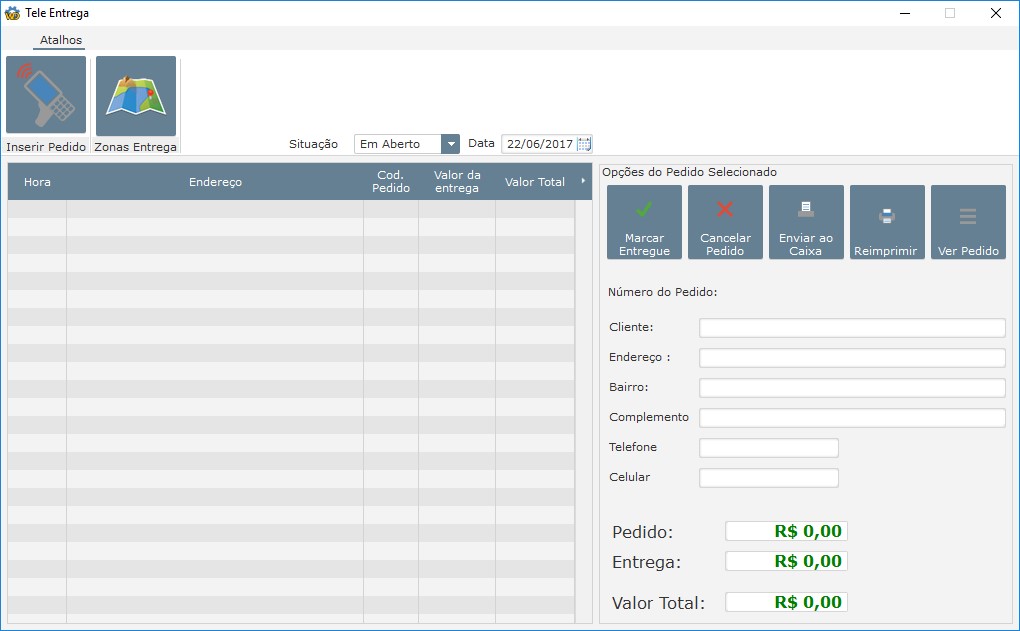 Tele Entrega
Atalhos
Inserir Pedido
Zonas Entrega
Situação
Em Aberto
Data
22/06/2017
Hora
Endereço
Cod.
Pedido
Valor da
entrega
Valor Total
Opções do Pedido Selecionado
Marcar
Entregue
Cancelar
Pedido
Enviar ao
Caixa
Reimprimir
Ver Pedido
Número do Pedido:
Cliente:
Endereço :
Bairro:
Complemento
Telefone
Celular
Pedido: R$ 0,00
Entrega: R$ 0,00
Valor Total: R$ 0,00